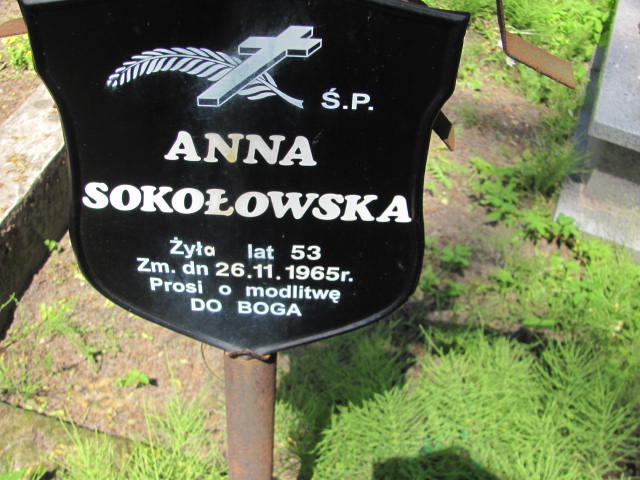 Ś.P.
ANNA
SOKOŁOWSKA
Żyła lat 53
Zm. dn 26.11.1965r.
Prosi o modlitwę
DO BOGA